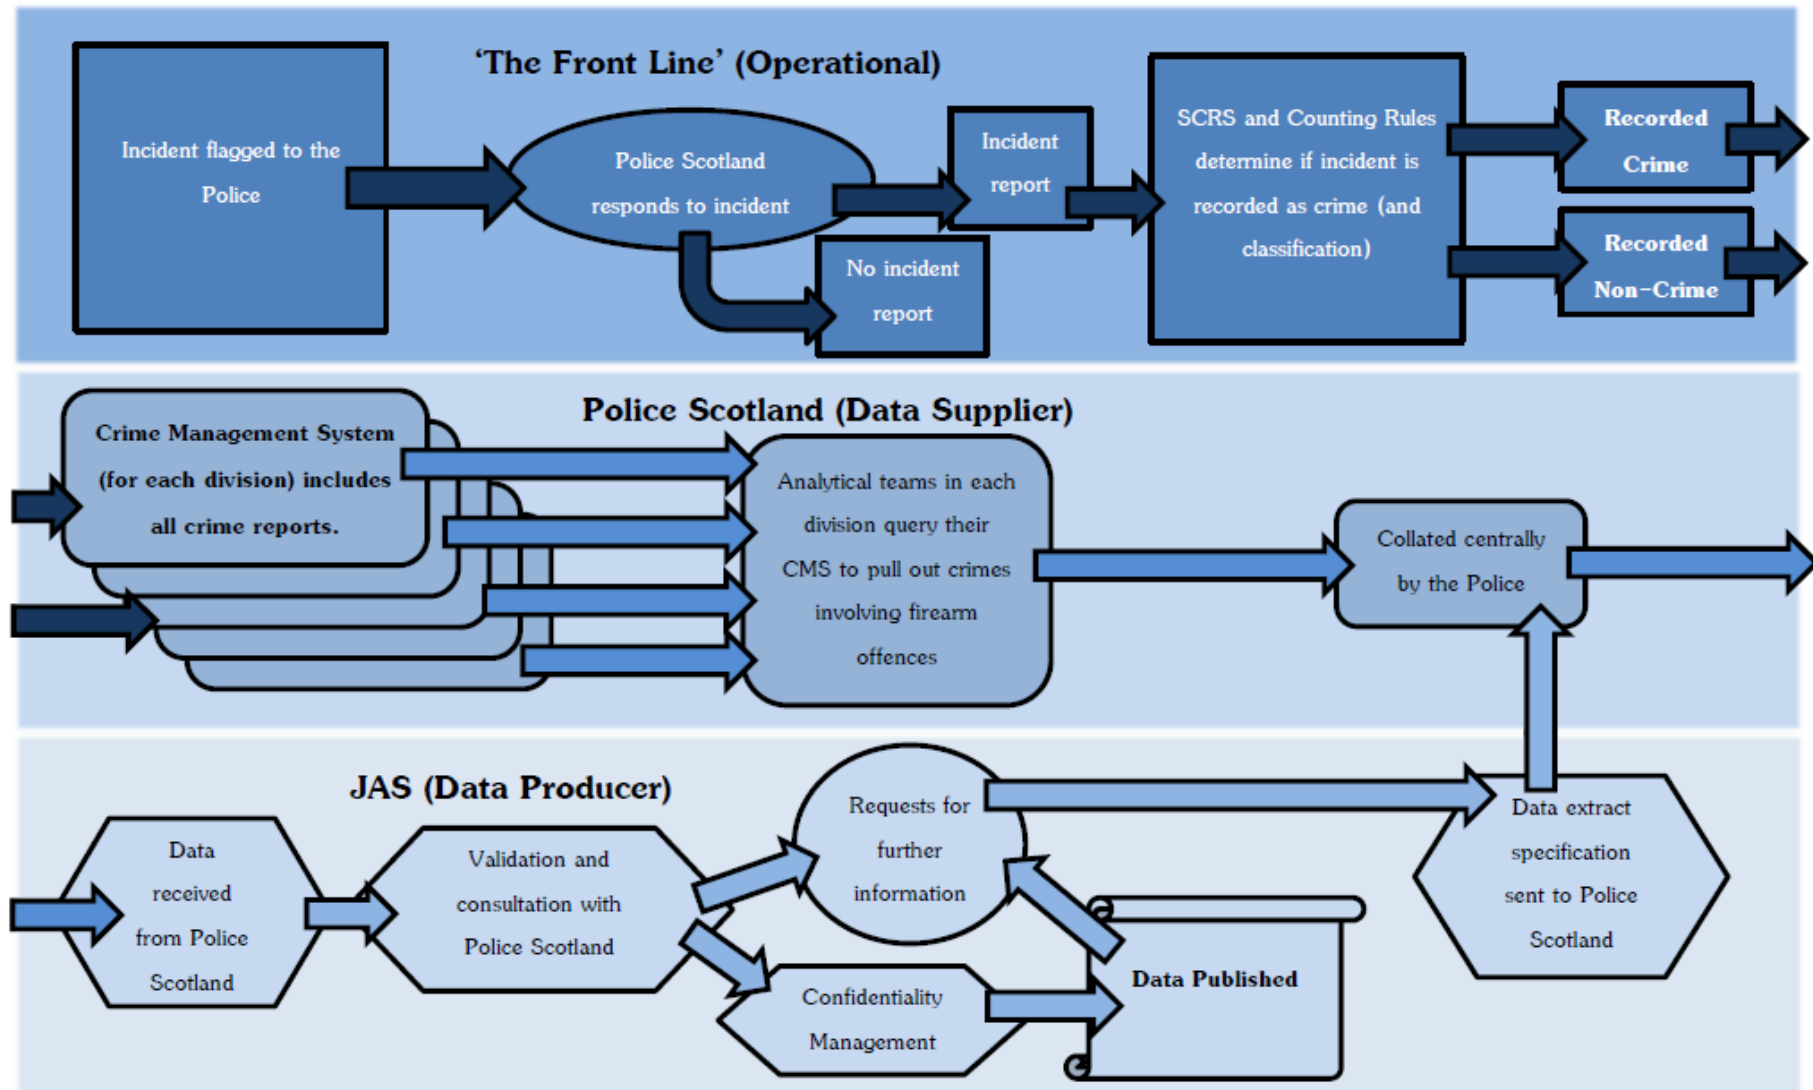 ‘The Front Line’ (Operational)
Incident flagged to the
Police
Police Scotland
responds to incident
Incident
report
No incident
report
SCRS and Counting Rules
determine if incident is
recorded as crime (and
classification)
Recorded
Crime
Recorded
Non-Crime
Police Scotland (Data Supplier)
Crime Management System
(for each division) includes
all crime reports.
Analytical teams in each
division query their
CMS to pull out crimes
involving firearm
offences
Collated centrally
by the Police
JAS (Data Producer)
Data
received
from Police
Scotland
Validation and
consultation with
Police Scotland
Requests for
further
information
Confidentiality
Management
Data Published
Data extract
specification
sent to Police
Scotland